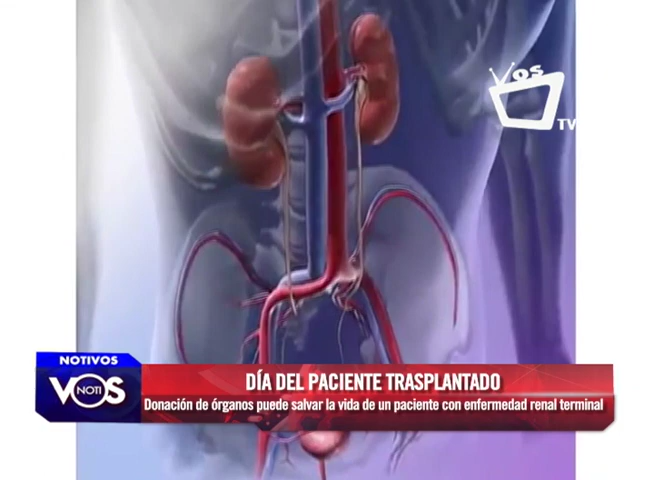 Vos
TV
NOTIVOS
VOS
NOTI
DÍA DEL PACIENTE TRASPLANTADO
Donación de órganos puede salvar la vida de un paciente con enfermedad renal terminal